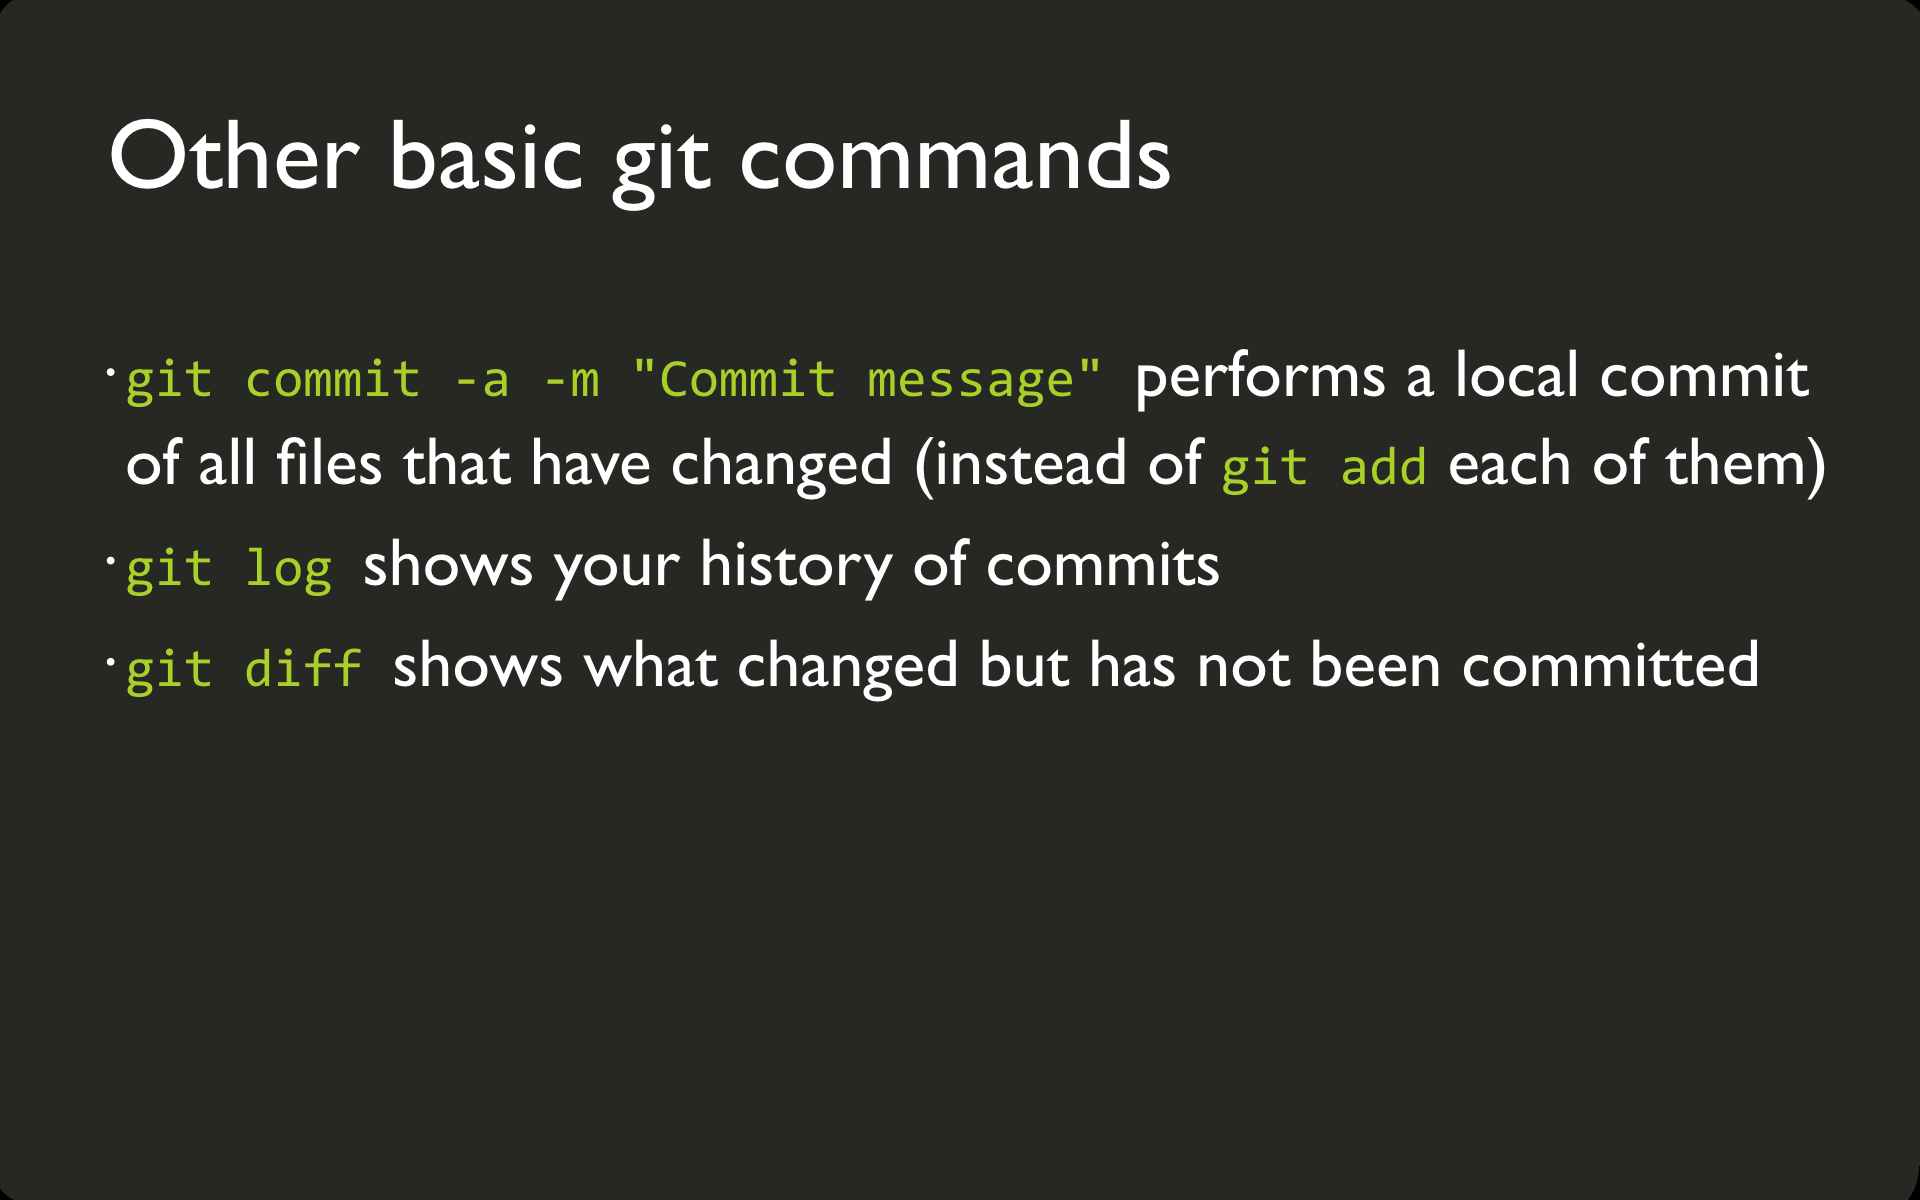 Other basic git commands
· git commit -a -m "Commit message" performs a local commit
of all files that have changed (instead of git add each of them)
· git log shows your history of commits
· git diff shows what changed but has not been committed